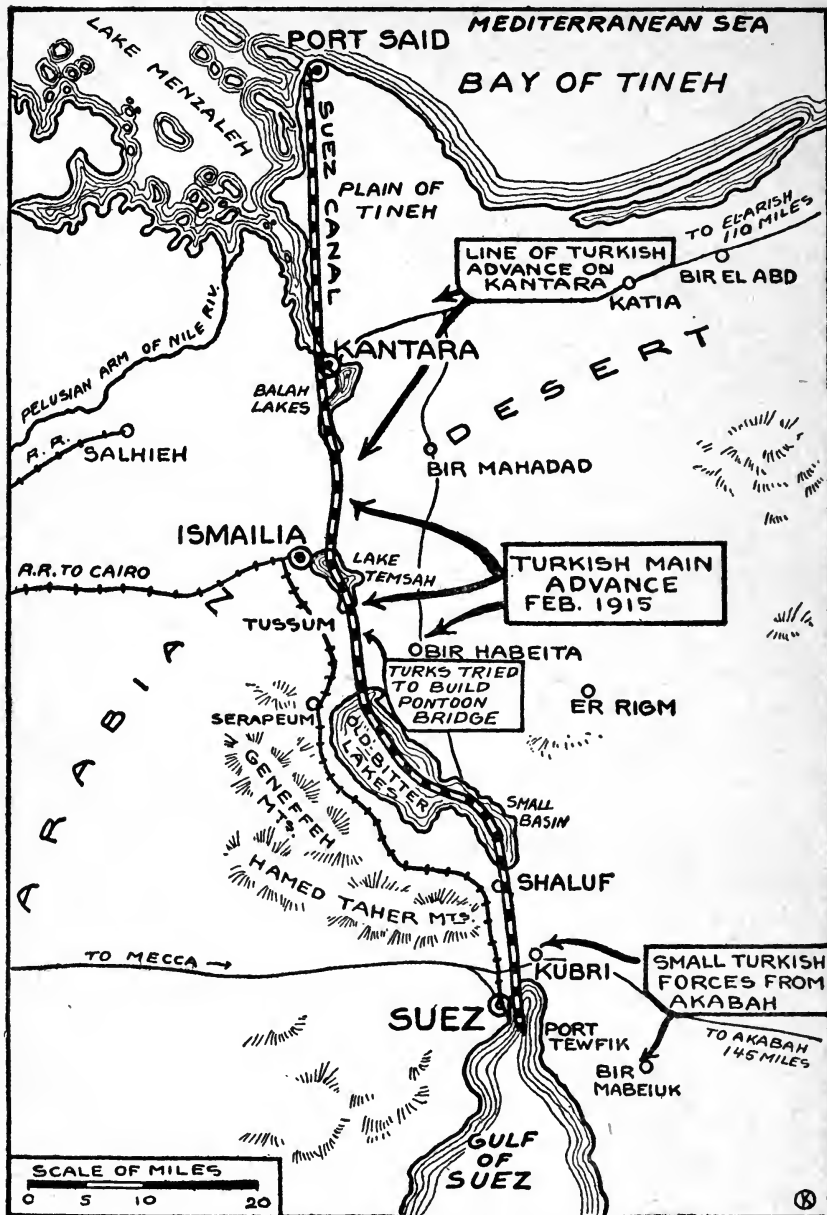 MEDITERRANEAN SEA
PORT SAID
BAY OF TINEH
LAKE MENZALEH
SUEZ CANAL
PLAIN OF
TINEH
TO EL-ARISH
110 MILES
LINE OF TURKISH
ADVANCE ON
KANTARA
BIR EL ABD
KATIA
PELUSIAN ARM OF NILE RIV.
KANTARA
DESERT
BALAH
LAKES
R.R.
SALHIEH
BIR MAHADAD
ISMAILIA
LAKE
TEMSAH
R.R. TO CAIRO
TURKISH MAIN
ADVANCE
FEB. 1915
TUSSUM
BIR HABEITA
TURKS TRIED
TO BUILD
PONTOON
BRIDGE
ER RIGM
SERAPEUM
OLD-BITTER
LAKES
GENEFFEH
MTS.
SMALL
BASIN
ARABIAN
HAMED TAHER MTS.
SHALUF
TO MECCA →
KUBRI
SMALL TURKISH
FORCES FROM
AKABAH
SUEZ
PORT
TEWFIK
TO AKABAH
145 MILES
BIR
MABEIUK
GULF
OF
SUEZ
SCALE OF MILES
0 5 10 20
K